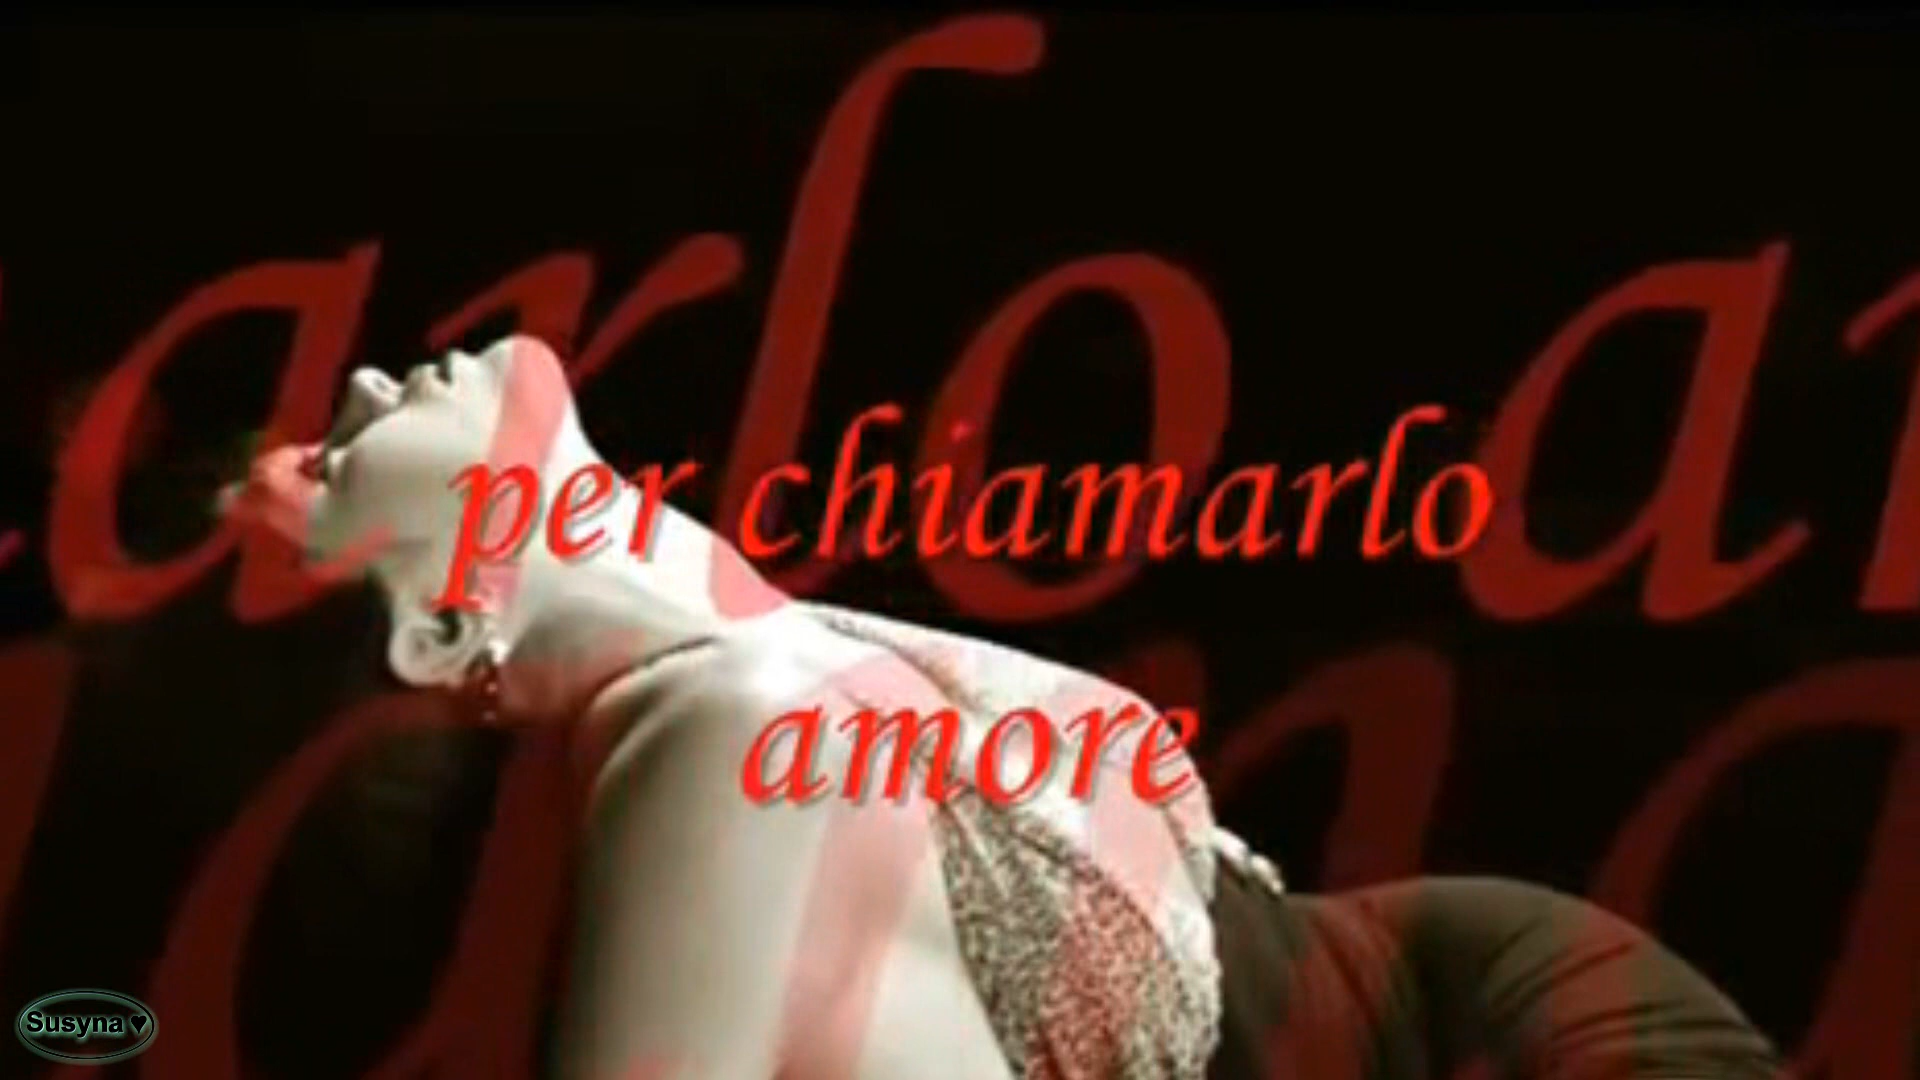 per chiamarlo
amore
Susyna ♥